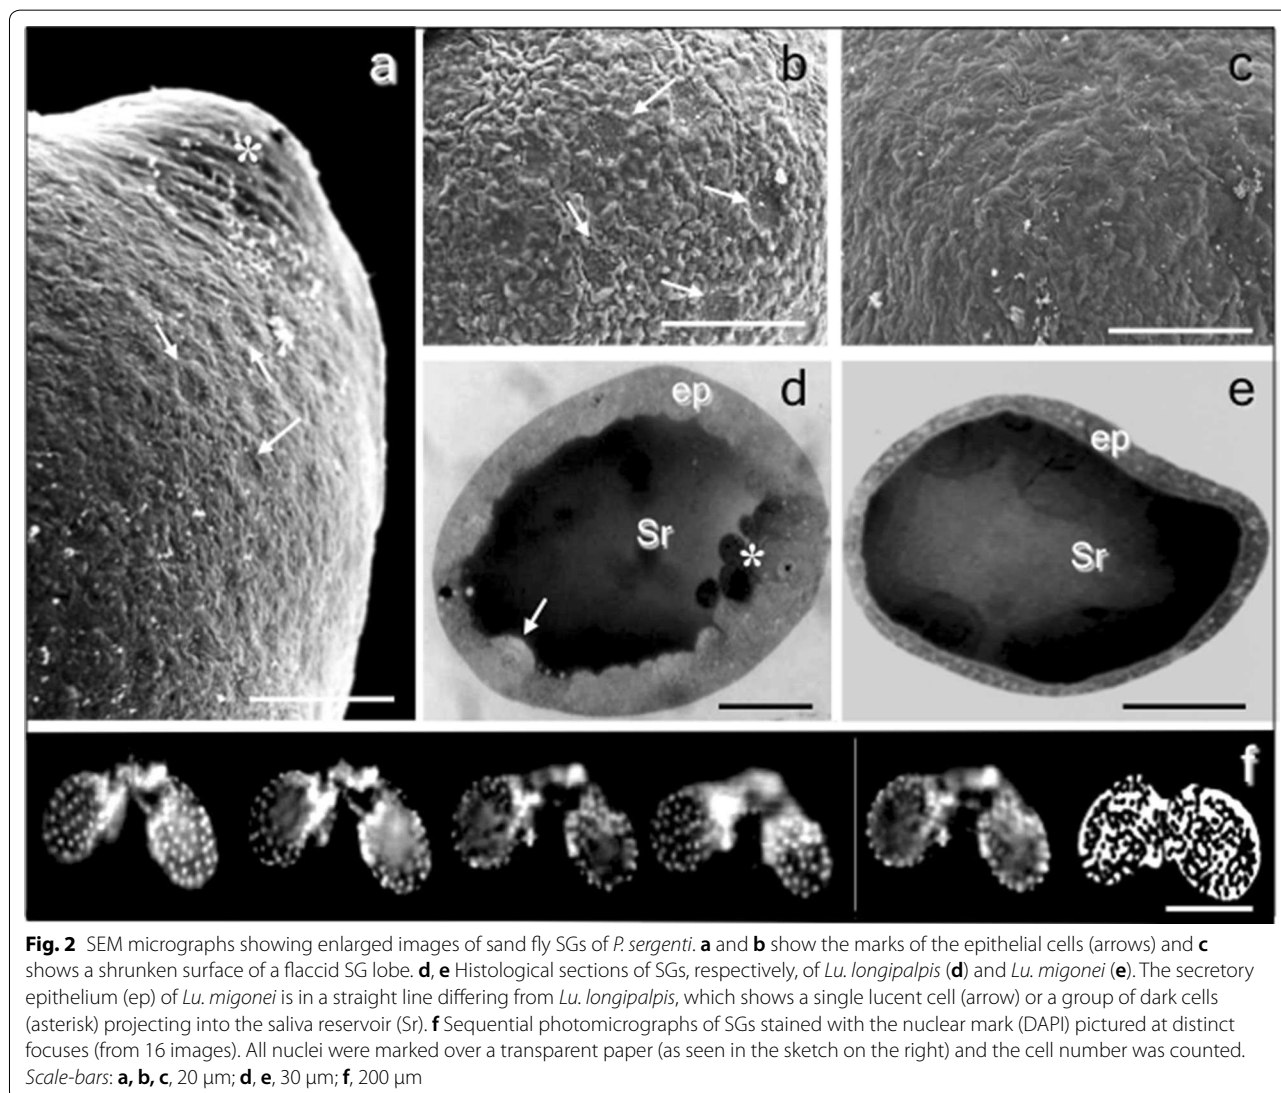 a
b
c
*
ep
d
Sr
*
e
ep
Sr
f
Fig. 2 SEM micrographs showing enlarged images of sand fly SGs of P. sergenti. a and b show the marks of the epithelial cells (arrows) and c
shows a shrunken surface of a flaccid SG lobe. d, e Histological sections of SGs, respectively, of Lu. longipalpis (d) and Lu. migonei (e). The secretory
epithelium (ep) of Lu. migonei is in a straight line differing from Lu. longipalpis, which shows a single lucent cell (arrow) or a group of dark cells
(asterisk) projecting into the saliva reservoir (Sr). f Sequential photomicrographs of SGs stained with the nuclear mark (DAPI) pictured at distinct
focuses (from 16 images). All nuclei were marked over a transparent paper (as seen in the sketch on the right) and the cell number was counted.
Scale-bars: a, b, c, 20 μm; d, e, 30 μm; f, 200 μm